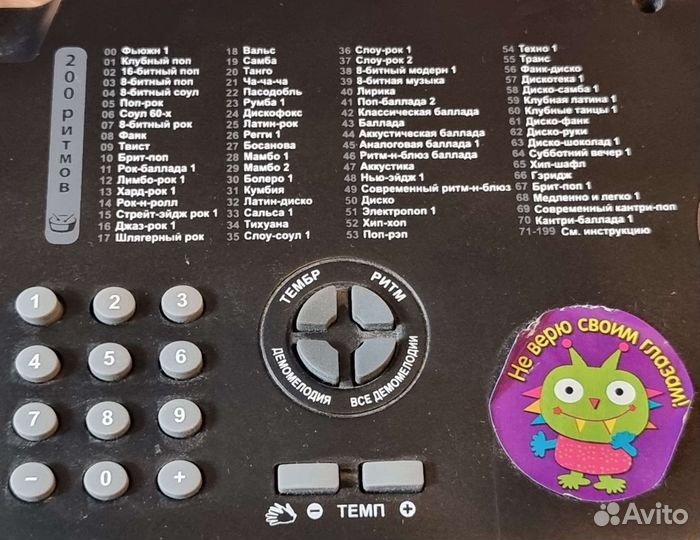 200 ритмов
00 Фьюжн 1
01 Клубный поп
02 16-битный поп
03 8-битный поп
04 8-битный соул
05 Поп-рок
06 Соул 60-х
07 8-битный рок
08 Фанк
09 Твист
10 Брит-поп
11 Рок-баллада 1
12 Лимбо-рок 1
13 Хард-рок 1
14 Рок-н-ролл
15 Стрейт-эйдж рок 1
16 Джаз-рок 1
17 Шлягерный рок
18 Вальс
19 Самба
20 Танго
21 Ча-ча-ча
22 Пасодобль
23 Румба 1
24 Дискофокс
25 Латин-рок
26 Регги 1
27 Босанова
28 Мамбо 1
29 Мамбо 2
30 Болеро 1
31 Кумбия
32 Латин-диско
33 Сальса 1
34 Тихуана
35 Слоу-соул 1
36 Слоу-рок 1
37 Слоу-рок 2
38 8-битный модерн 1
39 8-битная музыка
40 Лирика
41 Поп-баллада 2
42 Классическая баллада
43 Баллада
44 Аккустическая баллада
45 Аналоговая баллада 1
46 Ритм-н-блюз баллада
47 Аккустика
48 Нью-эйдж 1
49 Современный ритм-н-блюз
50 Диско
51 Электропоп 1
52 Хип-хоп
53 Поп-рэп
54 Техно 1
55 Транс
56 Фанк-диско
57 Дискотека 1
58 Диско-самба 1
59 Клубная латина 1
60 Клубные танцы 1
61 Диско-фанк
62 Диско-руки
63 Диско-шоколад 1
64 Субботний вечер 1
65 Хип-шафл
66 Гэридж
67 Брит-поп 1
68 Медленно и легко 1
69 Современный кантри-поп
70 Кантри-баллада 1
71-199 См. инструкцию
1 2 3
4 5 6
7 8 9
− 0 +
ТЕМБР
РИТМ
ДЕМОМЕЛОДИЯ
ВСЕ ДЕМОМЕЛОДИИ
− ТЕМП +
Не верю своим глазам!
Avito